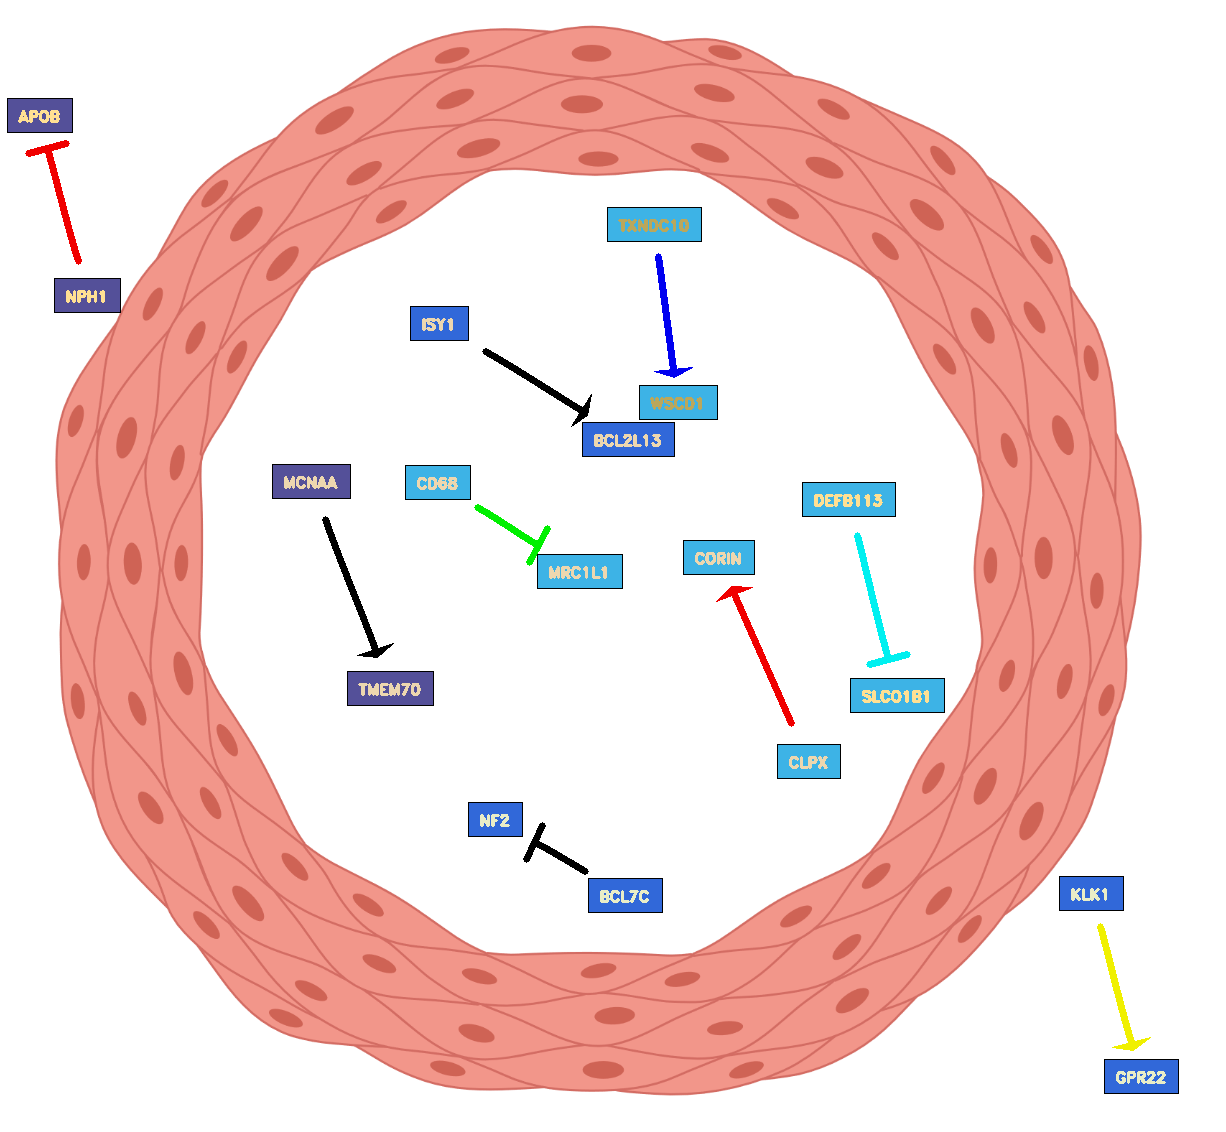 APOB
TXNDC10
NPH1
ISY1
WSCD1
BCL2L13
MCNAA
CD68
DEFB113
CORIN
MRC1L1
TMEM70
SLCO1B1
CLPX
NF2
BCL7C
KLK1
GPR22